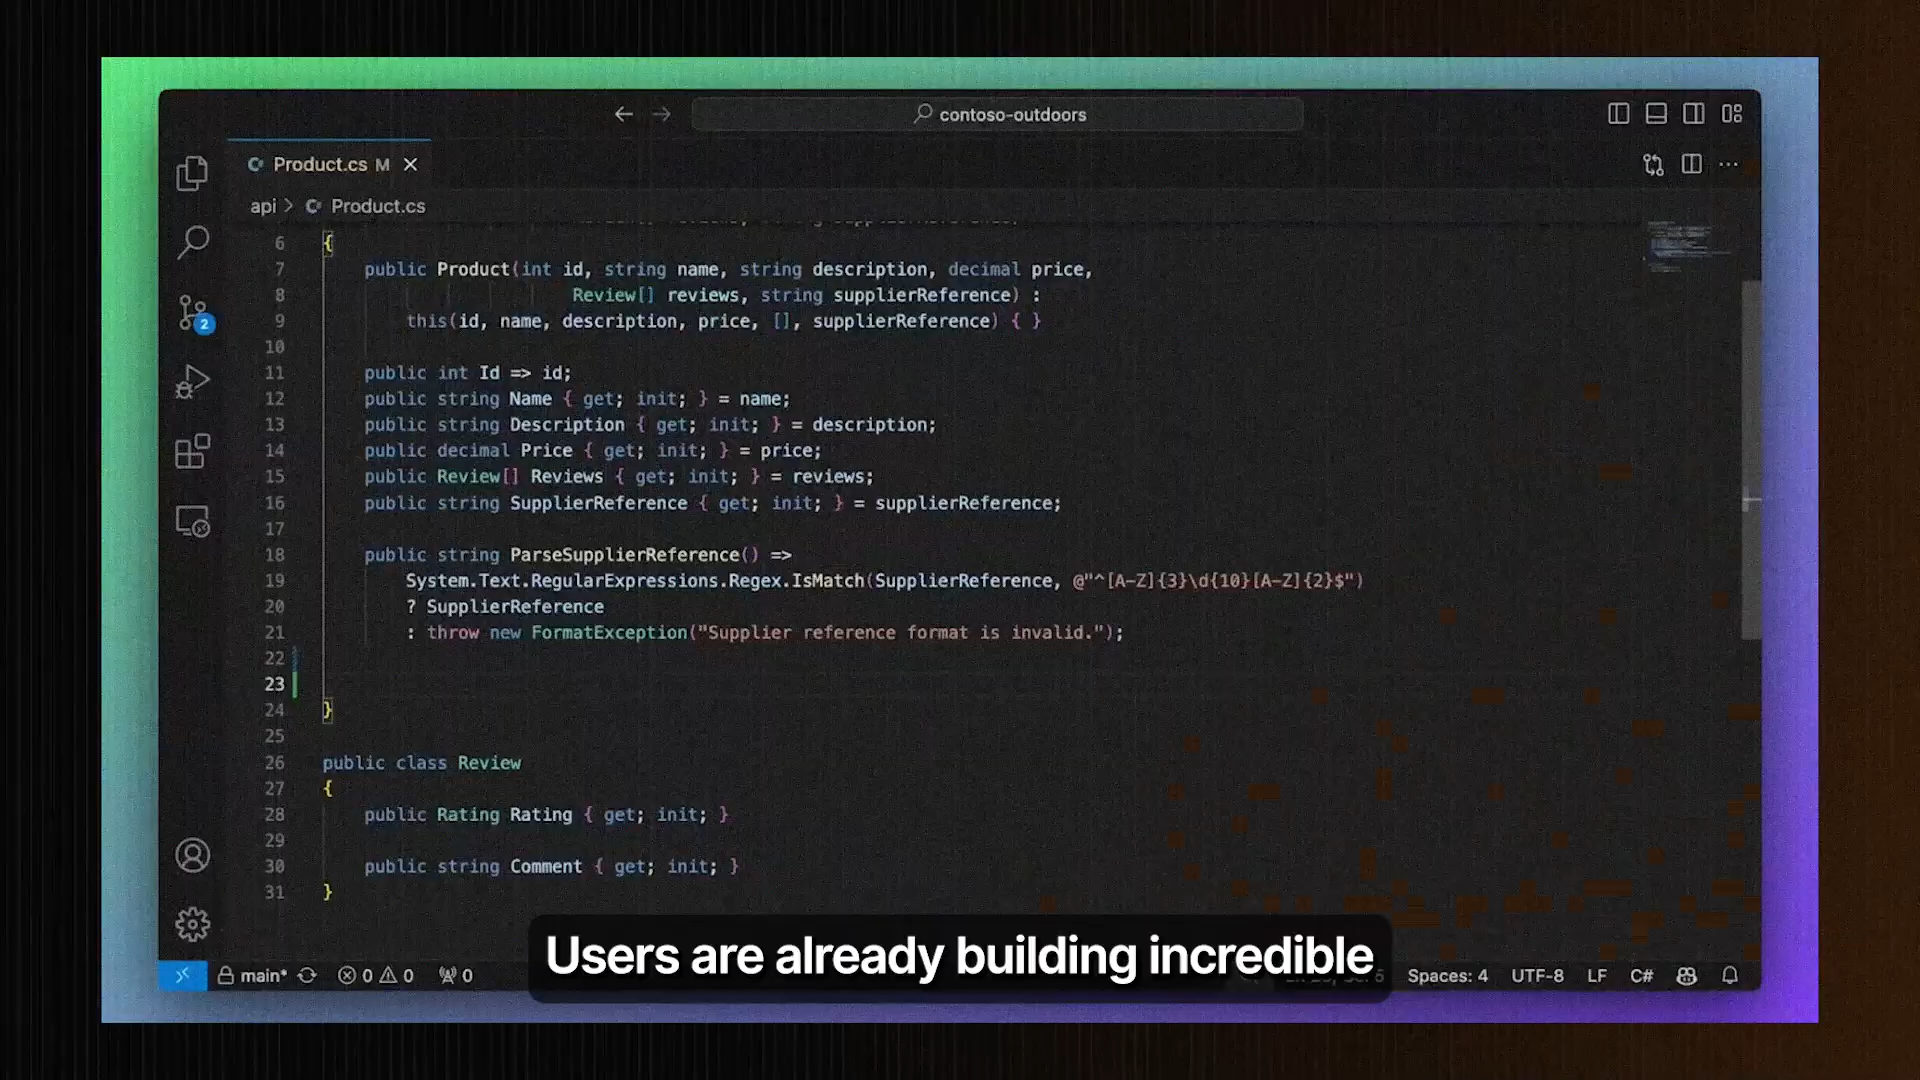 contoso-outdoors
Product.cs M
api > Product.cs
6 {
7 public Product(int id, string name, string description, decimal price,
8 Review[] reviews, string supplierReference) :
9 this(id, name, description, price, [], supplierReference) { }
10
11 public int Id => id;
12 public string Name { get; init; } = name;
13 public string Description { get; init; } = description;
14 public decimal Price { get; init; } = price;
15 public Review[] Reviews { get; init; } = reviews;
16 public string SupplierReference { get; init; } = supplierReference;
17
18 public string ParseSupplierReference() =>
19 System.Text.RegularExpressions.Regex.IsMatch(SupplierReference, @"^[A-Z]{3}\d{10}[A-Z]{2}$")
20 ? SupplierReference
21 : throw new FormatException("Supplier reference format is invalid.");
22
23
24 }
25
26 public class Review
27 {
28 public Rating Rating { get; init; }
29
30 public string Comment { get; init; }
31 }
2
Users are already building incredible
main* 0 0 0 Spaces: 4 UTF-8 LF C#